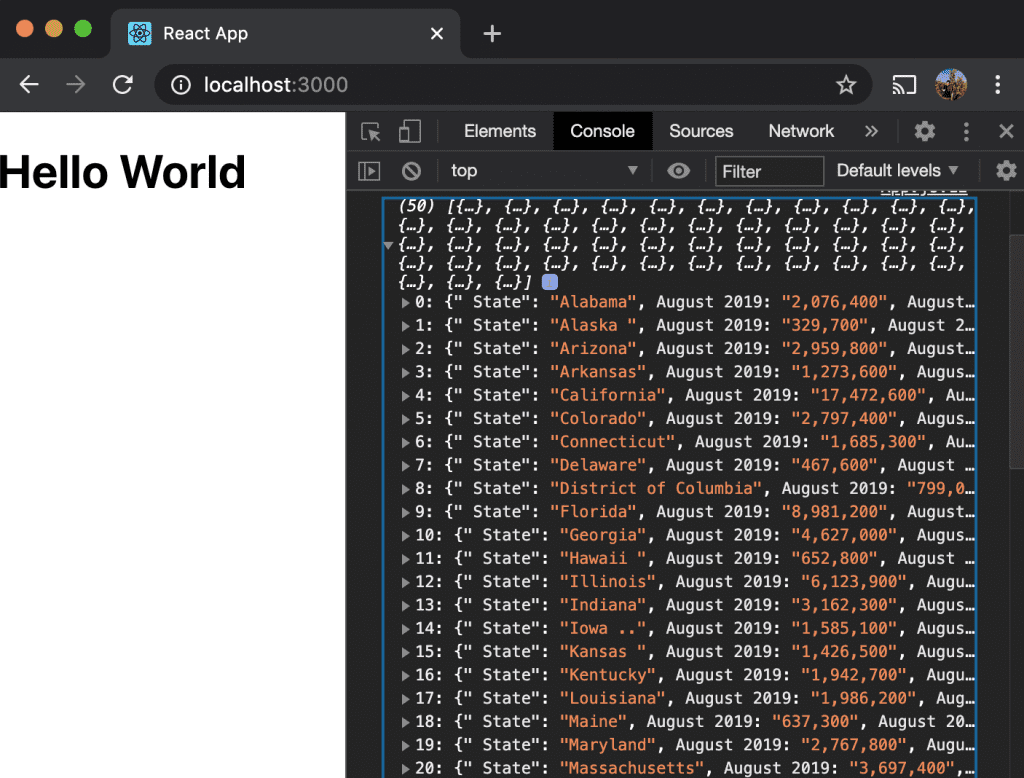 React App
localhost:3000
Elements Console Sources Network »
top Filter Default levels
Hello World
(50) [{…}, {…}, {…}, {…}, {…}, {…}, {…}, {…}, {…}, {…}, {…},
{…}, {…}, {…}, {…}, {…}, {…}, {…}, {…}, {…}, {…}, {…}, {…},
{…}, {…}, {…}, {…}, {…}, {…}, {…}, {…}, {…}, {…}, {…}, {…},
{…}, {…}, {…}, {…}, {…}, {…}, {…}, {…}, {…}, {…}, {…}, {…},
{…}, {…}, {…}]
0: {" State": "Alabama", August 2019: "2,076,400", August…
1: {" State": "Alaska ", August 2019: "329,700", August 2…
2: {" State": "Arizona", August 2019: "2,959,800", August…
3: {" State": "Arkansas", August 2019: "1,273,600", Augus…
4: {" State": "California", August 2019: "17,472,600", Au…
5: {" State": "Colorado", August 2019: "2,797,400", Augus…
6: {" State": "Connecticut", August 2019: "1,685,300", Au…
7: {" State": "Delaware", August 2019: "467,600", August …
8: {" State": "District of Columbia", August 2019: "799,0…
9: {" State": "Florida", August 2019: "8,981,200", August…
10: {" State": "Georgia", August 2019: "4,627,000", Augus…
11: {" State": "Hawaii ", August 2019: "652,800", August …
12: {" State": "Illinois", August 2019: "6,123,900", Augu…
13: {" State": "Indiana", August 2019: "3,162,300", Augus…
14: {" State": "Iowa ..", August 2019: "1,585,100", Augus…
15: {" State": "Kansas ", August 2019: "1,426,500", Augus…
16: {" State": "Kentucky", August 2019: "1,942,700", Augu…
17: {" State": "Louisiana", August 2019: "1,986,200", Aug…
18: {" State": "Maine", August 2019: "637,300", August 20…
19: {" State": "Maryland", August 2019: "2,767,800", Augu…
20: {" State": "Massachusetts", August 2019: "3,697,400",…